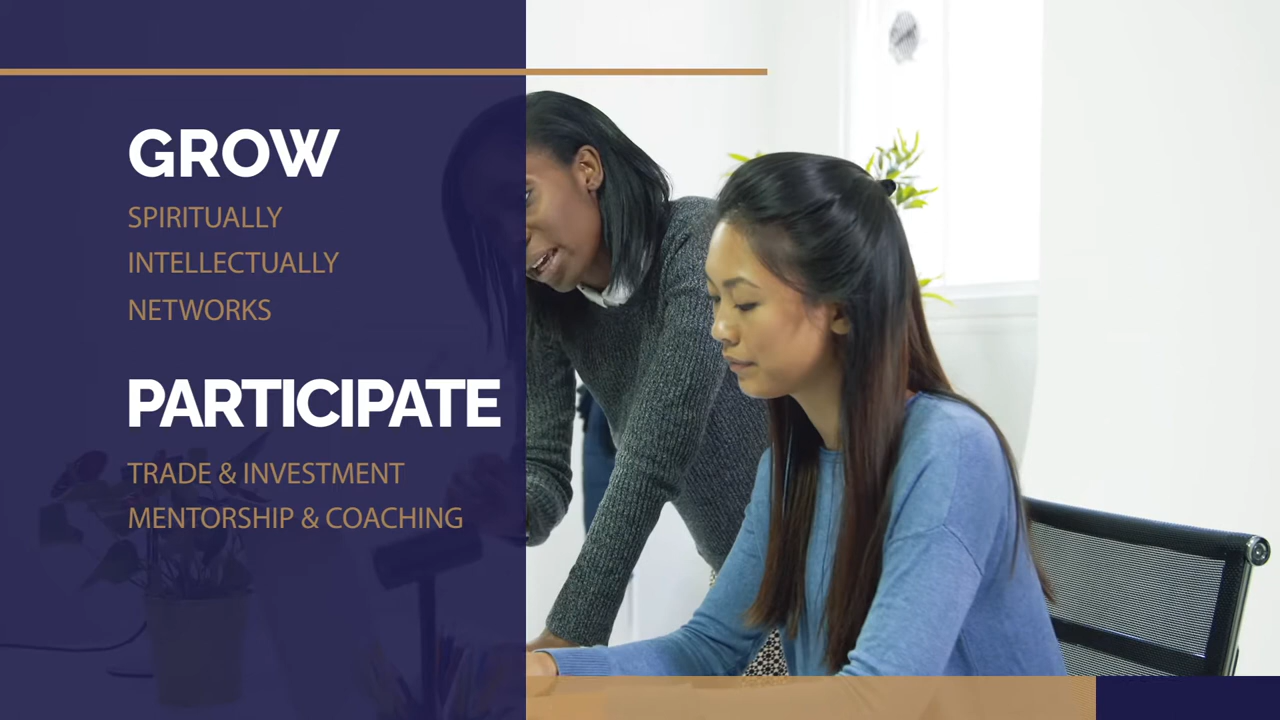 GROW
SPIRITUALLY
INTELLECTUALLY
NETWORKS
PARTICIPATE
TRADE & INVESTMENT
MENTORSHIP & COACHING